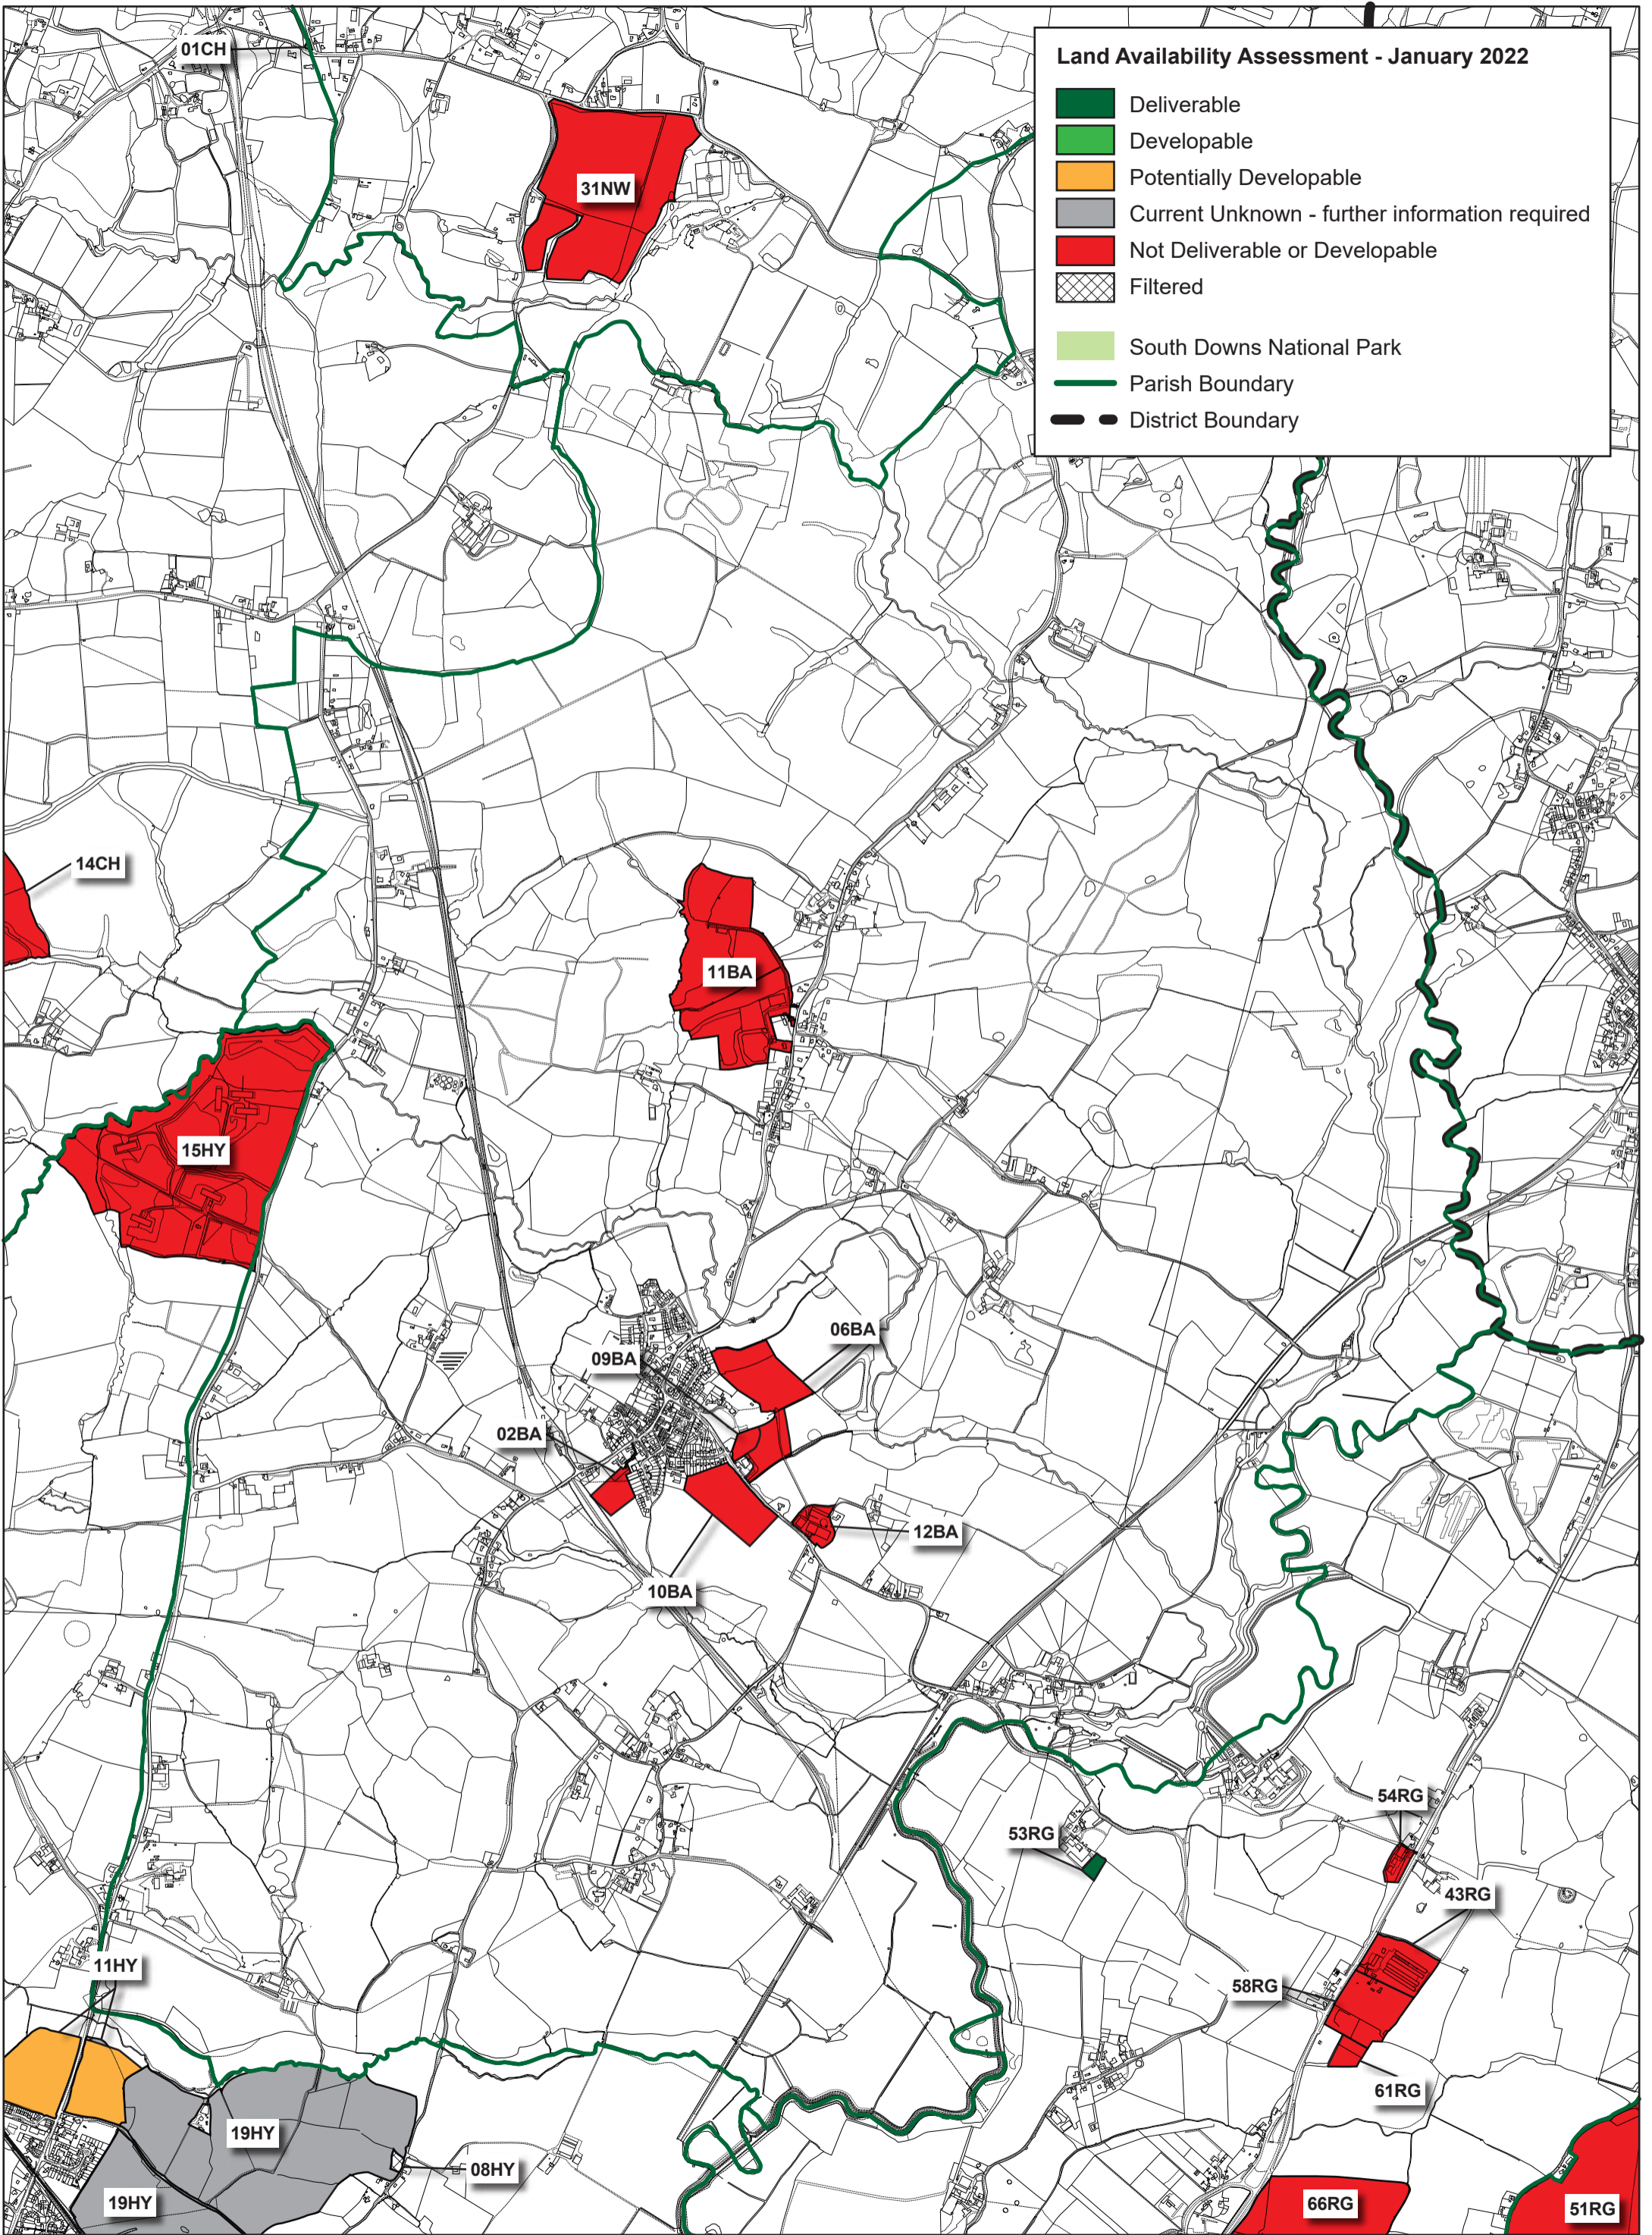 01CH
Land Availability Assessment - January 2022
Deliverable
Developable
Potentially Developable
Current Unknown - further information required
Not Deliverable or Developable
Filtered
South Downs National Park
Parish Boundary
District Boundary
31NW
14CH
11BA
15HY
06BA
09BA
02BA
12BA
10BA
54RG
53RG
43RG
11HY
58RG
61RG
19HY
08HY
19HY
66RG
51RG